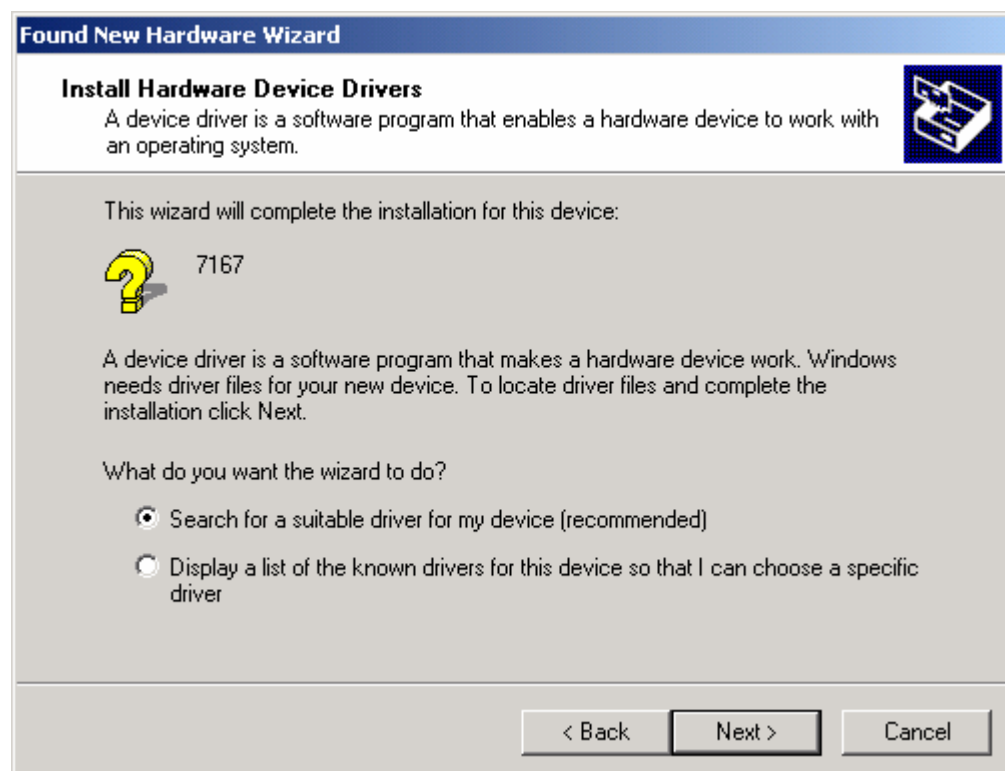 Found New Hardware Wizard
Install Hardware Device Drivers
A device driver is a software program that enables a hardware device to work with
an operating system.
This wizard will complete the installation for this device:
7167
A device driver is a software program that makes a hardware device work. Windows
needs driver files for your new device. To locate driver files and complete the
installation click Next.
What do you want the wizard to do?
Search for a suitable driver for my device (recommended)
Display a list of the known drivers for this device so that I can choose a specific
driver
< Back Next > Cancel